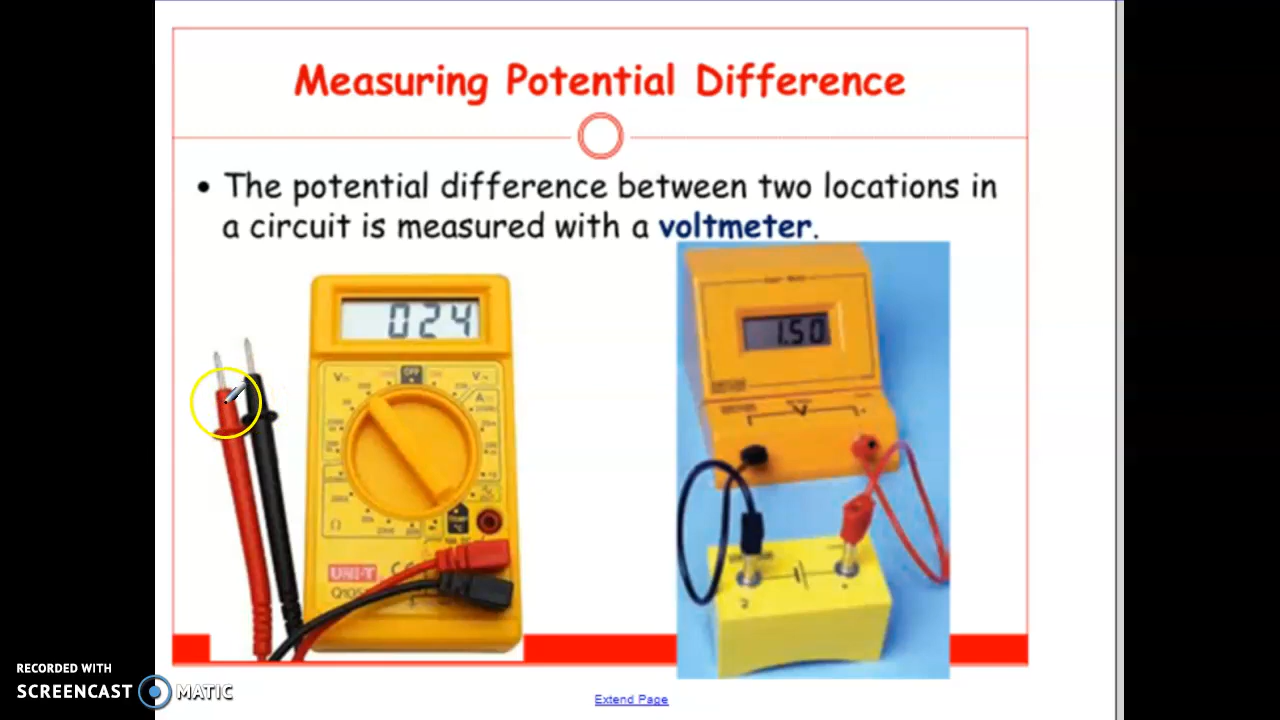 Measuring Potential Difference
• The potential difference between two locations in
a circuit is measured with a voltmeter.
024
1.50
OFF
V
A
V
Ω
UNI-T
RECORDED WITH
SCREENCAST MATIC
Extend Page